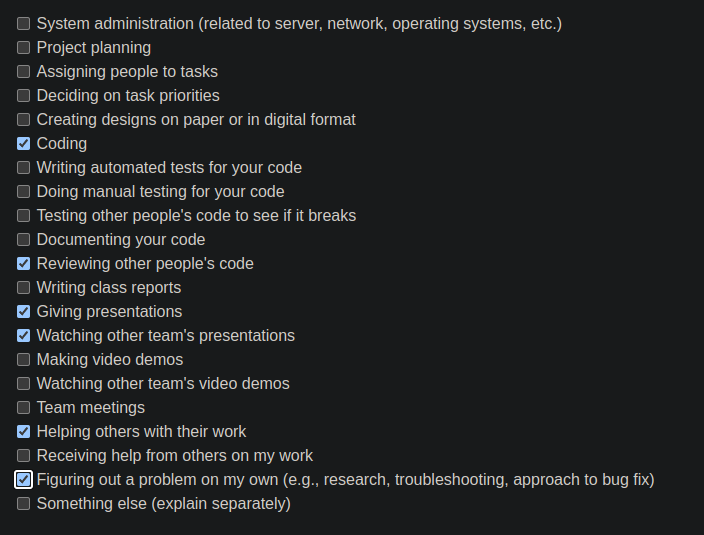 System administration (related to server, network, operating systems, etc.)
Project planning
Assigning people to tasks
Deciding on task priorities
Creating designs on paper or in digital format
Coding
Writing automated tests for your code
Doing manual testing for your code
Testing other people's code to see if it breaks
Documenting your code
Reviewing other people's code
Writing class reports
Giving presentations
Watching other team's presentations
Making video demos
Watching other team's video demos
Team meetings
Helping others with their work
Receiving help from others on my work
Figuring out a problem on my own (e.g., research, troubleshooting, approach to bug fix)
Something else (explain separately)